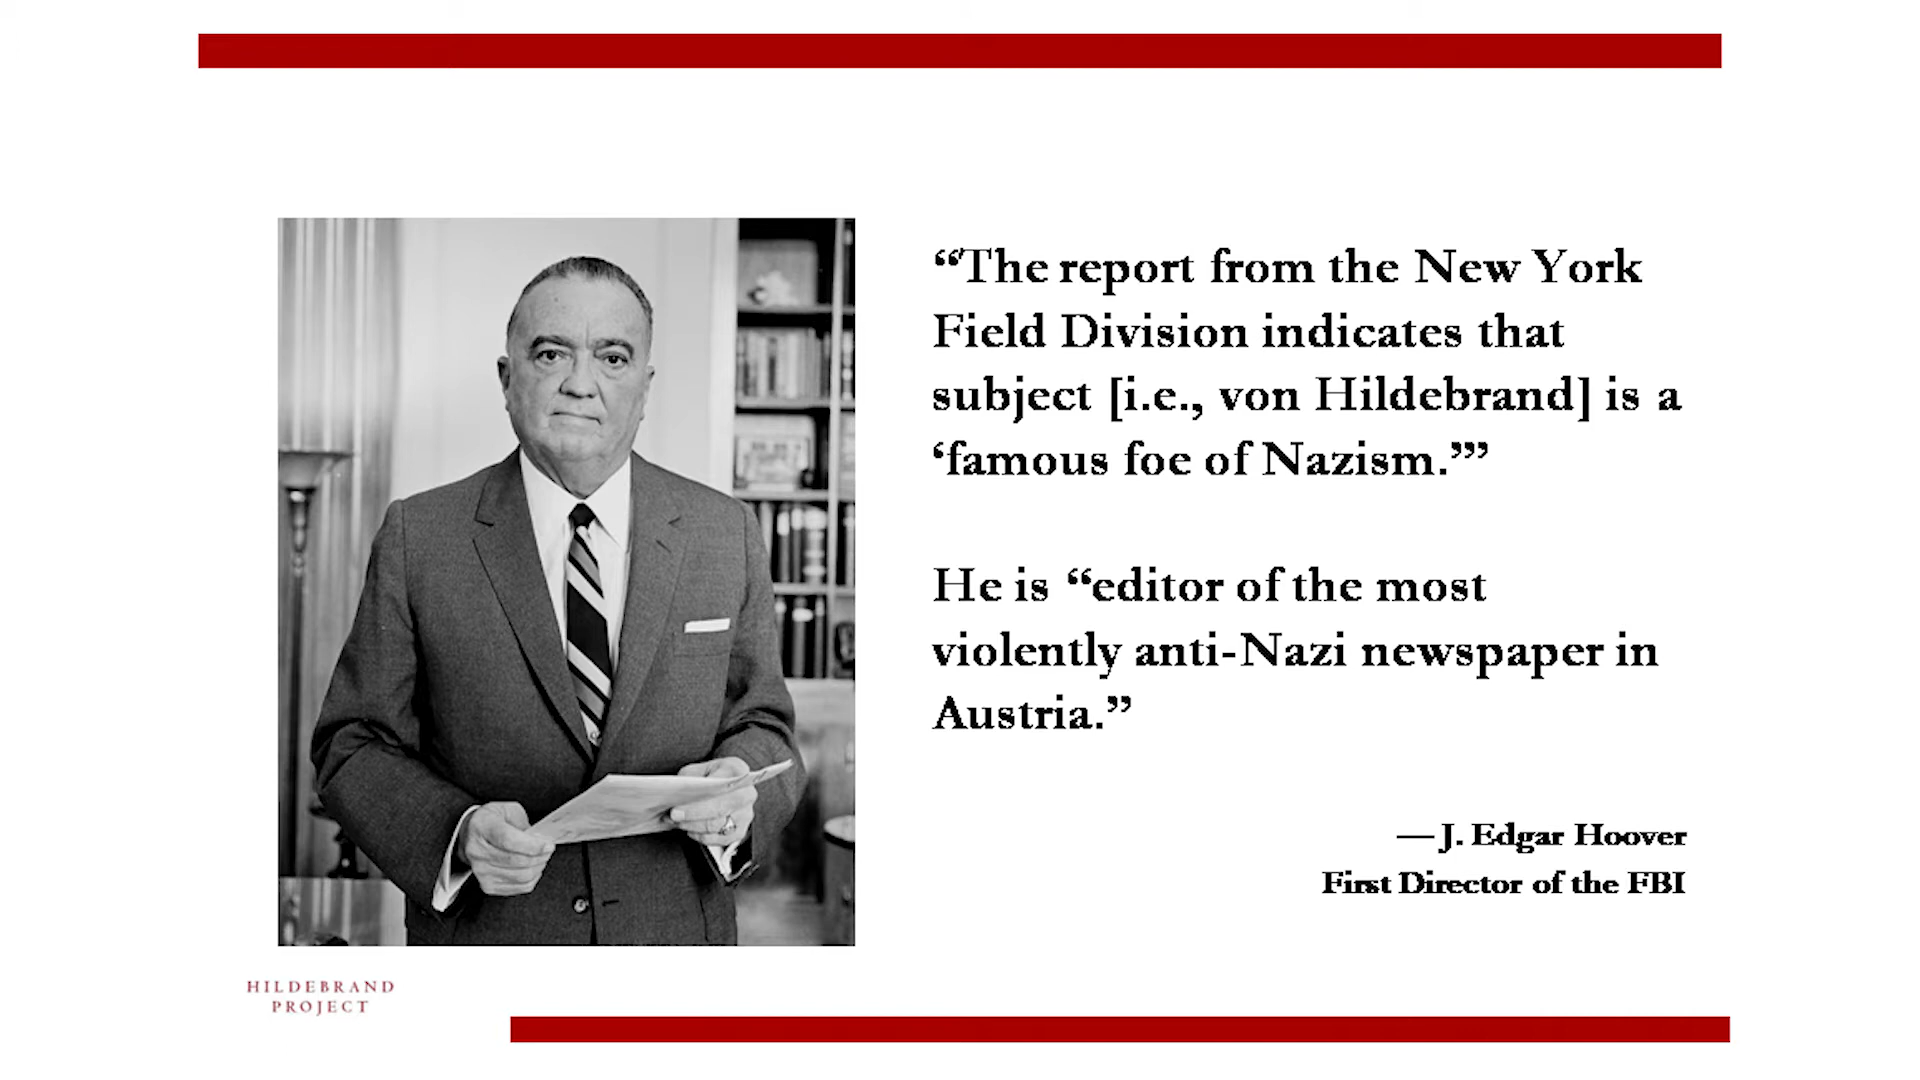 “The report from the New York
Field Division indicates that
subject [i.e., von Hildebrand] is a
‘famous foe of Nazism.’”
He is “editor of the most
violently anti-Nazi newspaper in
Austria.”
— J. Edgar Hoover
First Director of the FBI
HILDEBRAND
PROJECT